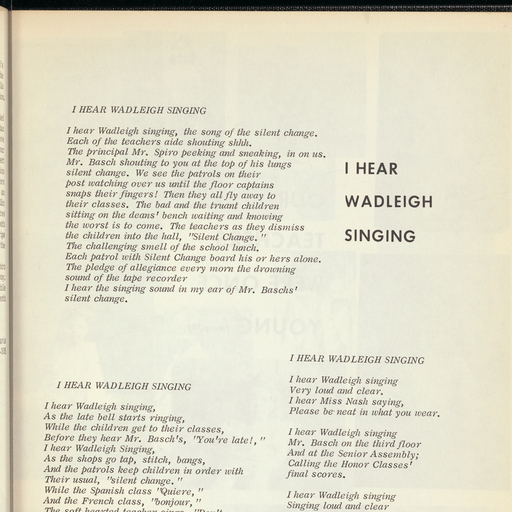 I HEAR WADLEIGH SINGING
I hear Wadleigh singing, the song of the silent change.
Each of the teachers aide shouting shhh.
The principal Mr. Spiro peeking and sneaking, in on us.
Mr. Basch shouting to you at the top of his lungs
silent change. We see the patrols on their
post watching over us until the floor captains
snaps their fingers! Then they all fly away to
their classes. The bad and the truant children
sitting on the deans' bench waiting and knowing
the worst is to come. The teachers as they dismiss
the children into the hall, "Silent Change."
The challenging smell of the school lunch.
Each patrol with Silent Change board his or hers alone.
The pledge of allegiance every morn the drowning
sound of the tape recorder
I hear the singing sound in my ear of Mr. Baschs'
silent change.
I HEAR
WADLEIGH
SINGING
I HEAR WADLEIGH SINGING
I hear Wadleigh singing,
As the late bell starts ringing,
While the children get to their classes,
Before they hear Mr. Basch's, "You're late!,"
I hear Wadleigh Singing,
As the shops go tap, stitch, bangs,
And the patrols keep children in order with
Their usual, "silent change."
While the Spanish class "Quiere,"
And the French class, "bonjour,"
The soft hearted teacher
I HEAR WADLEIGH SINGING
I hear Wadleigh singing
Very loud and clear.
I hear Miss Nash saying,
Please be neat in what you wear.
I hear Wadleigh singing
Mr. Basch on the third floor
And at the Senior Assembly;
Calling the Honor Classes'
final scores.
I hear Wadleigh singing
Singing loud and clear